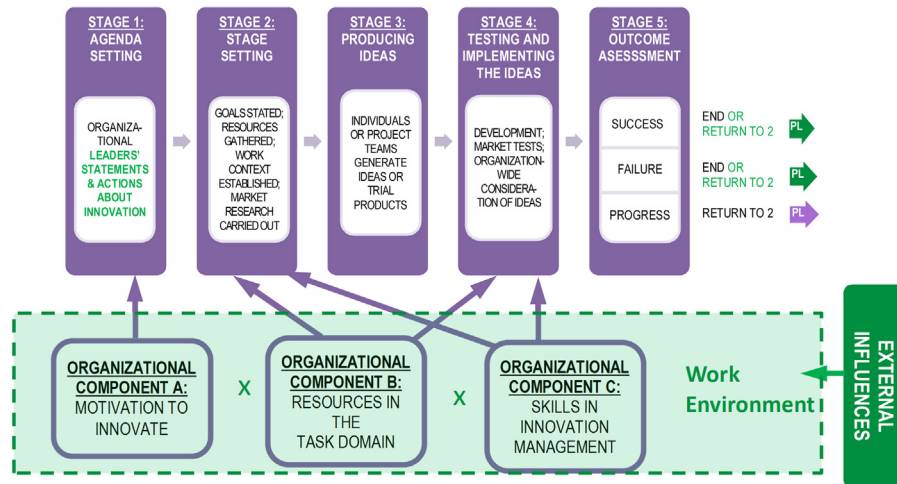 STAGE 1:
AGENDA
SETTING
ORGANIZA-
TIONAL
LEADERS'
STATEMENTS
& ACTIONS
ABOUT
INNOVATION
STAGE 2:
STAGE
SETTING
GOALS STATED;
RESOURCES
GATHERED;
WORK
CONTEXT
ESTABLISHED;
MARKET
RESEARCH
CARRIED OUT
STAGE 3:
PRODUCING
IDEAS
INDIVIDUALS
OR PROJECT
TEAMS
GENERATE
IDEAS OR
TRIAL
PRODUCTS
STAGE 4:
TESTING AND
IMPLEMENTING
THE IDEAS
DEVELOPMENT;
MARKET TESTS;
ORGANIZATION-
WIDE
CONSIDERA-
TION OF IDEAS
STAGE 5:
OUTCOME
ASESSSMENT
SUCCESS
FAILURE
PROGRESS
END OR
RETURN TO 2
PL
END OR
RETURN TO 2
PL
RETURN TO 2
PL
ORGANIZATIONAL
COMPONENT A:
MOTIVATION TO
INNOVATE
X
ORGANIZATIONAL
COMPONENT B:
RESOURCES IN
THE
TASK DOMAIN
X
ORGANIZATIONAL
COMPONENT C:
SKILLS IN
INNOVATION
MANAGEMENT
Work
Environment
EXTERNAL
INFLUENCES